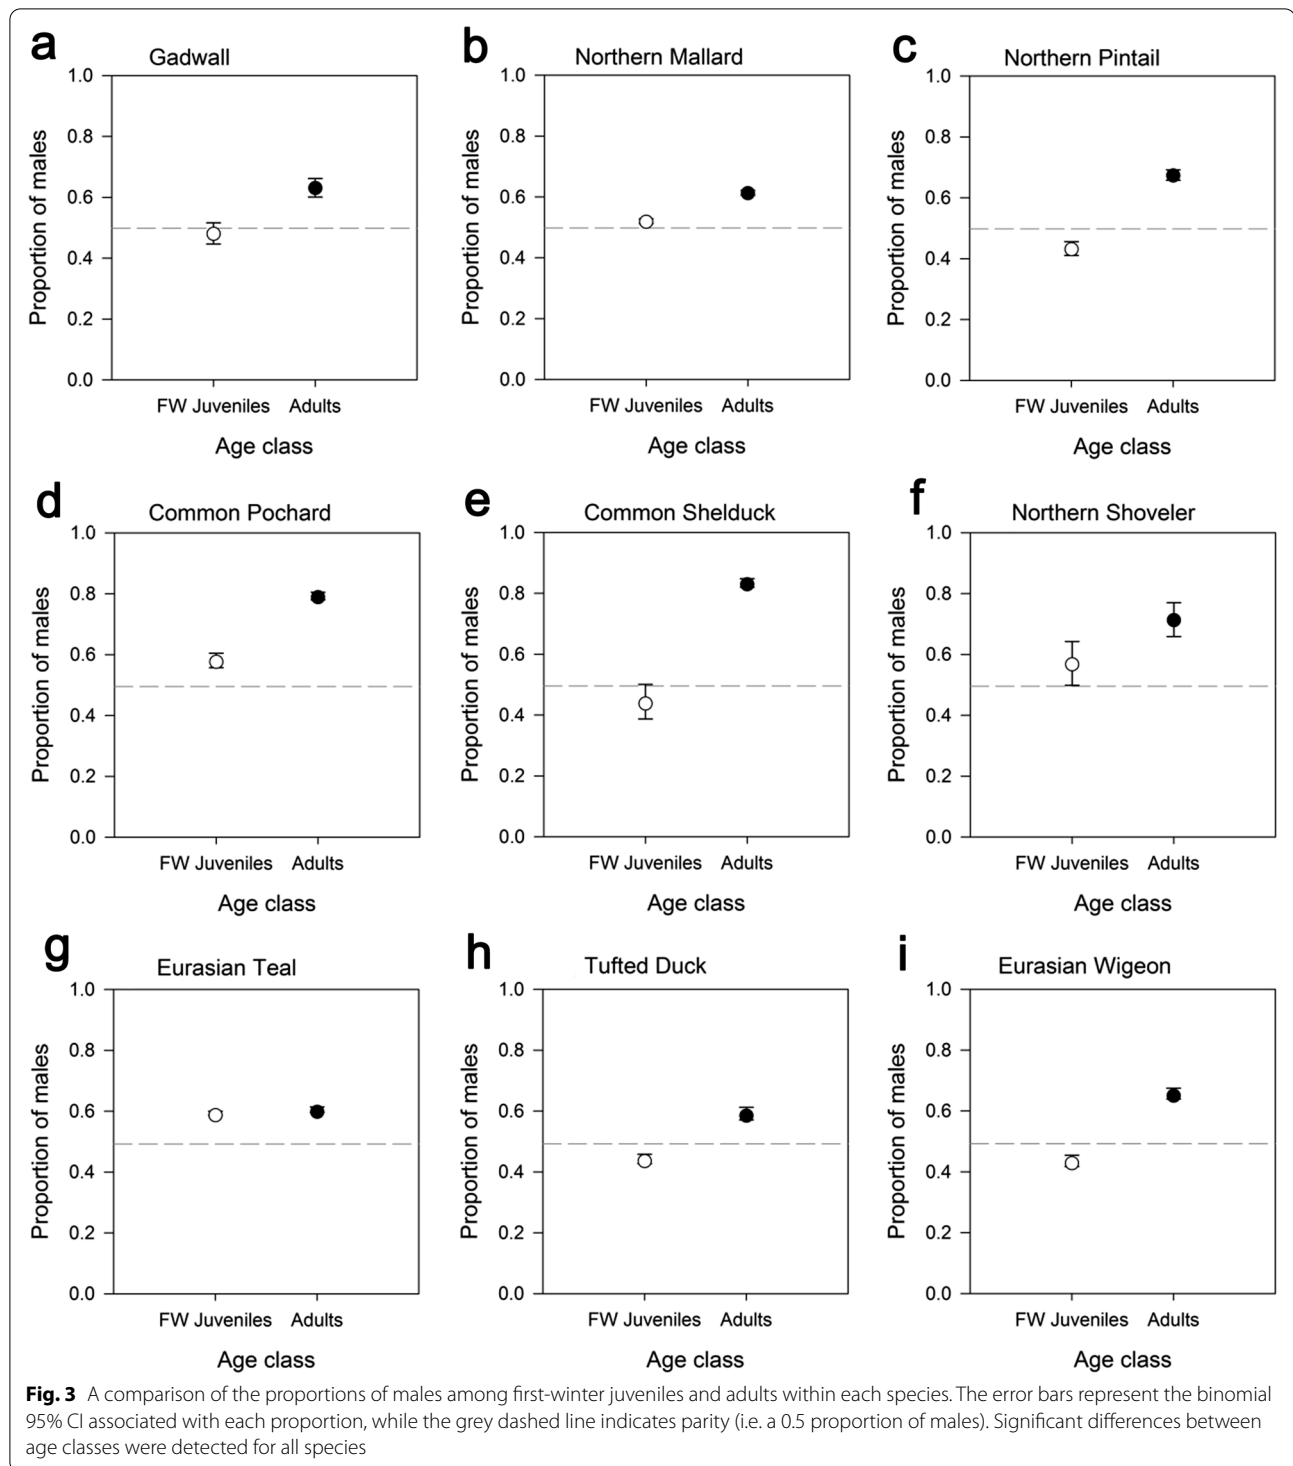 a
Gadwall
1.0
0.8
0.6
0.4
0.2
0.0
Proportion of males
FW Juveniles Adults
Age class
b
Northern Mallard
1.0
0.8
0.6
0.4
0.2
0.0
Proportion of males
FW Juveniles Adults
Age class
c
Northern Pintail
1.0
0.8
0.6
0.4
0.2
0.0
Proportion of males
FW Juveniles Adults
Age class
d
Common Pochard
1.0
0.8
0.6
0.4
0.2
0.0
Proportion of males
FW Juveniles Adults
Age class
e
Common Shelduck
1.0
0.8
0.6
0.4
0.2
0.0
Proportion of males
FW Juveniles Adults
Age class
f
Northern Shoveler
1.0
0.8
0.6
0.4
0.2
0.0
Proportion of males
FW Juveniles Adults
Age class
g
Eurasian Teal
1.0
0.8
0.6
0.4
0.2
0.0
Proportion of males
FW Juveniles Adults
Age class
h
Tufted Duck
1.0
0.8
0.6
0.4
0.2
0.0
Proportion of males
FW Juveniles Adults
Age class
i
Eurasian Wigeon
1.0
0.8
0.6
0.4
0.2
0.0
Proportion of males
FW Juveniles Adults
Age class
Fig. 3 A comparison of the proportions of males among first-winter juveniles and adults within each species. The error bars represent the binomial
95% CI associated with each proportion, while the grey dashed line indicates parity (i.e. a 0.5 proportion of males). Significant differences between
age classes were detected for all species